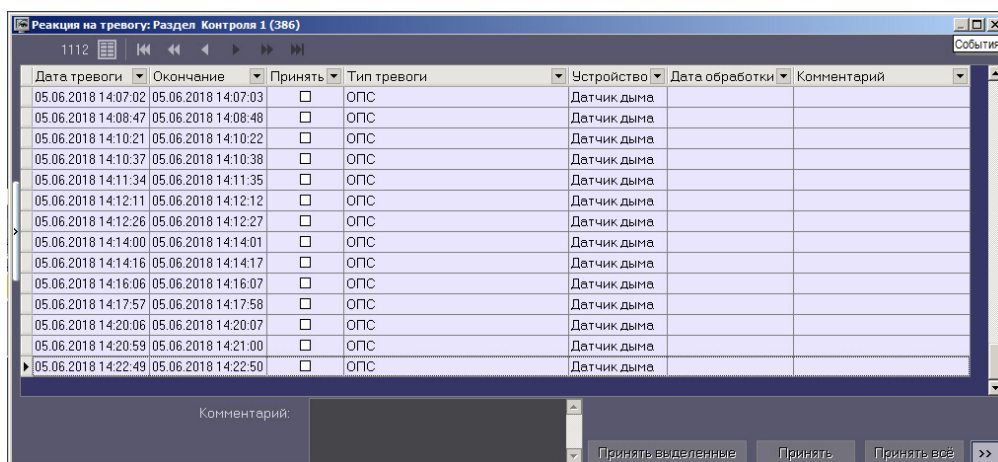 Реакция на тревогу: Раздел Контроля 1 (386)
События
1112
Дата тревоги Окончание Принять Тип тревоги Устройство Дата обработки Комментарий
05.06.2018 14:07:02 05.06.2018 14:07:03 ОПС Датчик дыма
05.06.2018 14:08:47 05.06.2018 14:08:48 ОПС Датчик дыма
05.06.2018 14:10:21 05.06.2018 14:10:22 ОПС Датчик дыма
05.06.2018 14:10:37 05.06.2018 14:10:38 ОПС Датчик дыма
05.06.2018 14:11:34 05.06.2018 14:11:35 ОПС Датчик дыма
05.06.2018 14:12:11 05.06.2018 14:12:12 ОПС Датчик дыма
05.06.2018 14:12:26 05.06.2018 14:12:27 ОПС Датчик дыма
05.06.2018 14:14:00 05.06.2018 14:14:01 ОПС Датчик дыма
05.06.2018 14:14:16 05.06.2018 14:14:17 ОПС Датчик дыма
05.06.2018 14:16:06 05.06.2018 14:16:07 ОПС Датчик дыма
05.06.2018 14:17:57 05.06.2018 14:17:58 ОПС Датчик дыма
05.06.2018 14:20:06 05.06.2018 14:20:07 ОПС Датчик дыма
05.06.2018 14:20:59 05.06.2018 14:21:00 ОПС Датчик дыма
05.06.2018 14:22:49 05.06.2018 14:22:50 ОПС Датчик дыма
Комментарий:
Принять выделенные Принять Принять всё >>